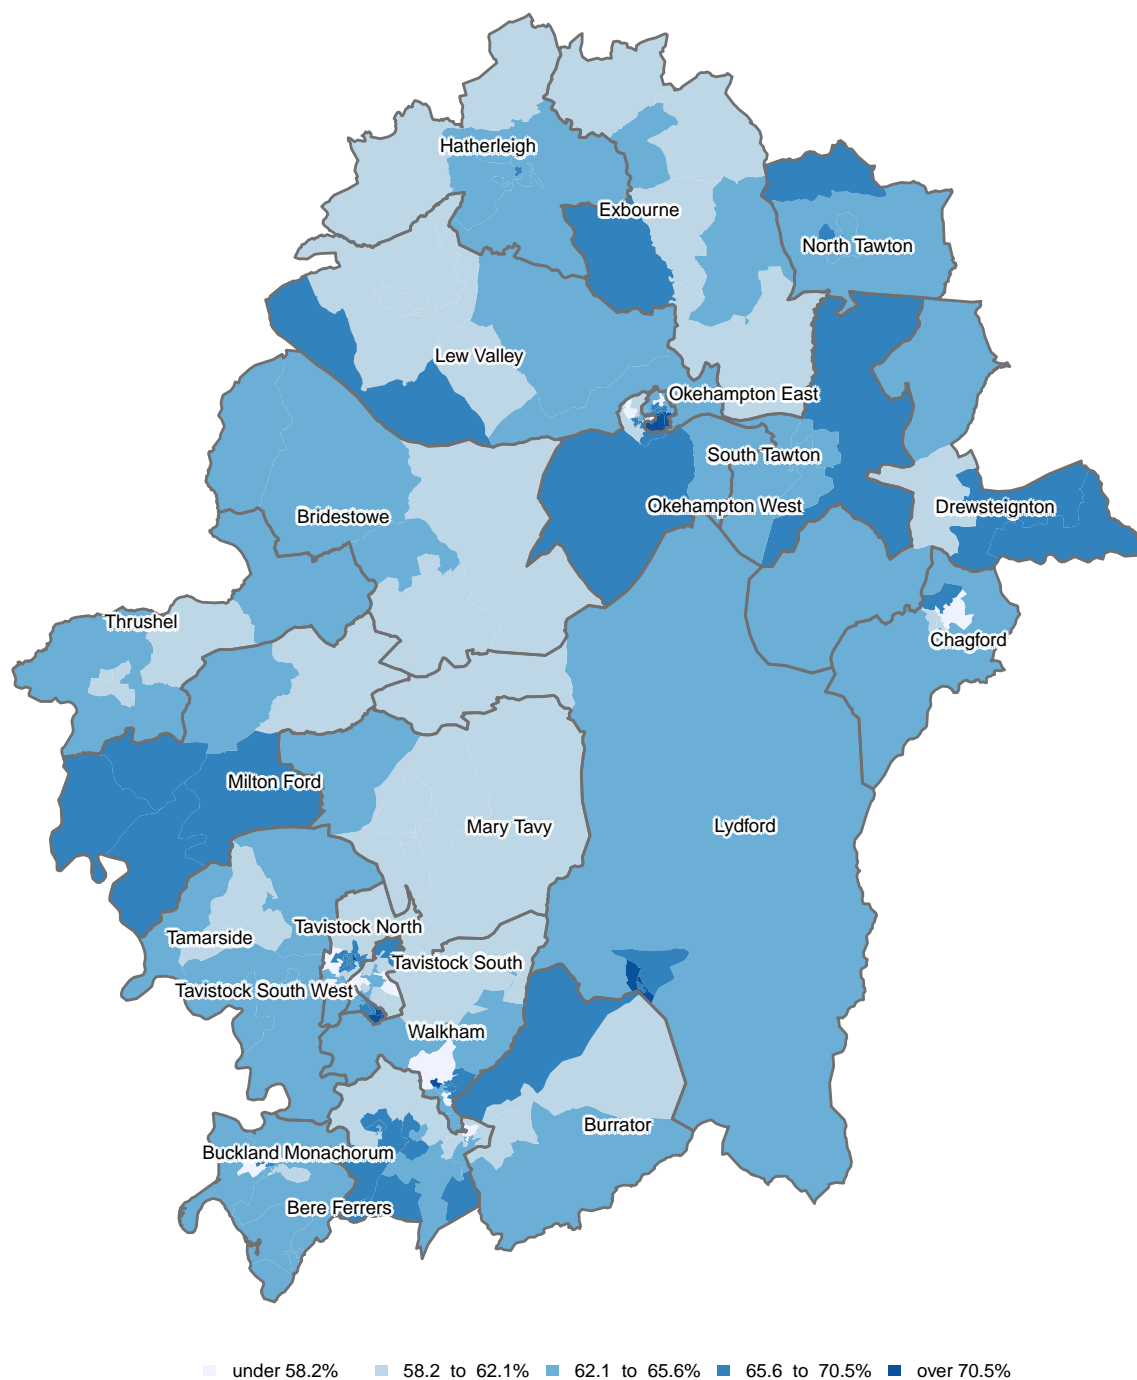 Hatherleigh
Exbourne
North Tawton
Lew Valley
Okehampton East
South Tawton
Okehampton West
Drewsteignton
Bridestowe
Thrushel
Chagford
Milton Ford
Mary Tavy
Lydford
Tavistock North
Tamarside
Tavistock South
Tavistock South West
Walkham
Burrator
Buckland Monachorum
Bere Ferrers
under 58.2% 58.2 to 62.1% 62.1 to 65.6% 65.6 to 70.5% over 70.5%